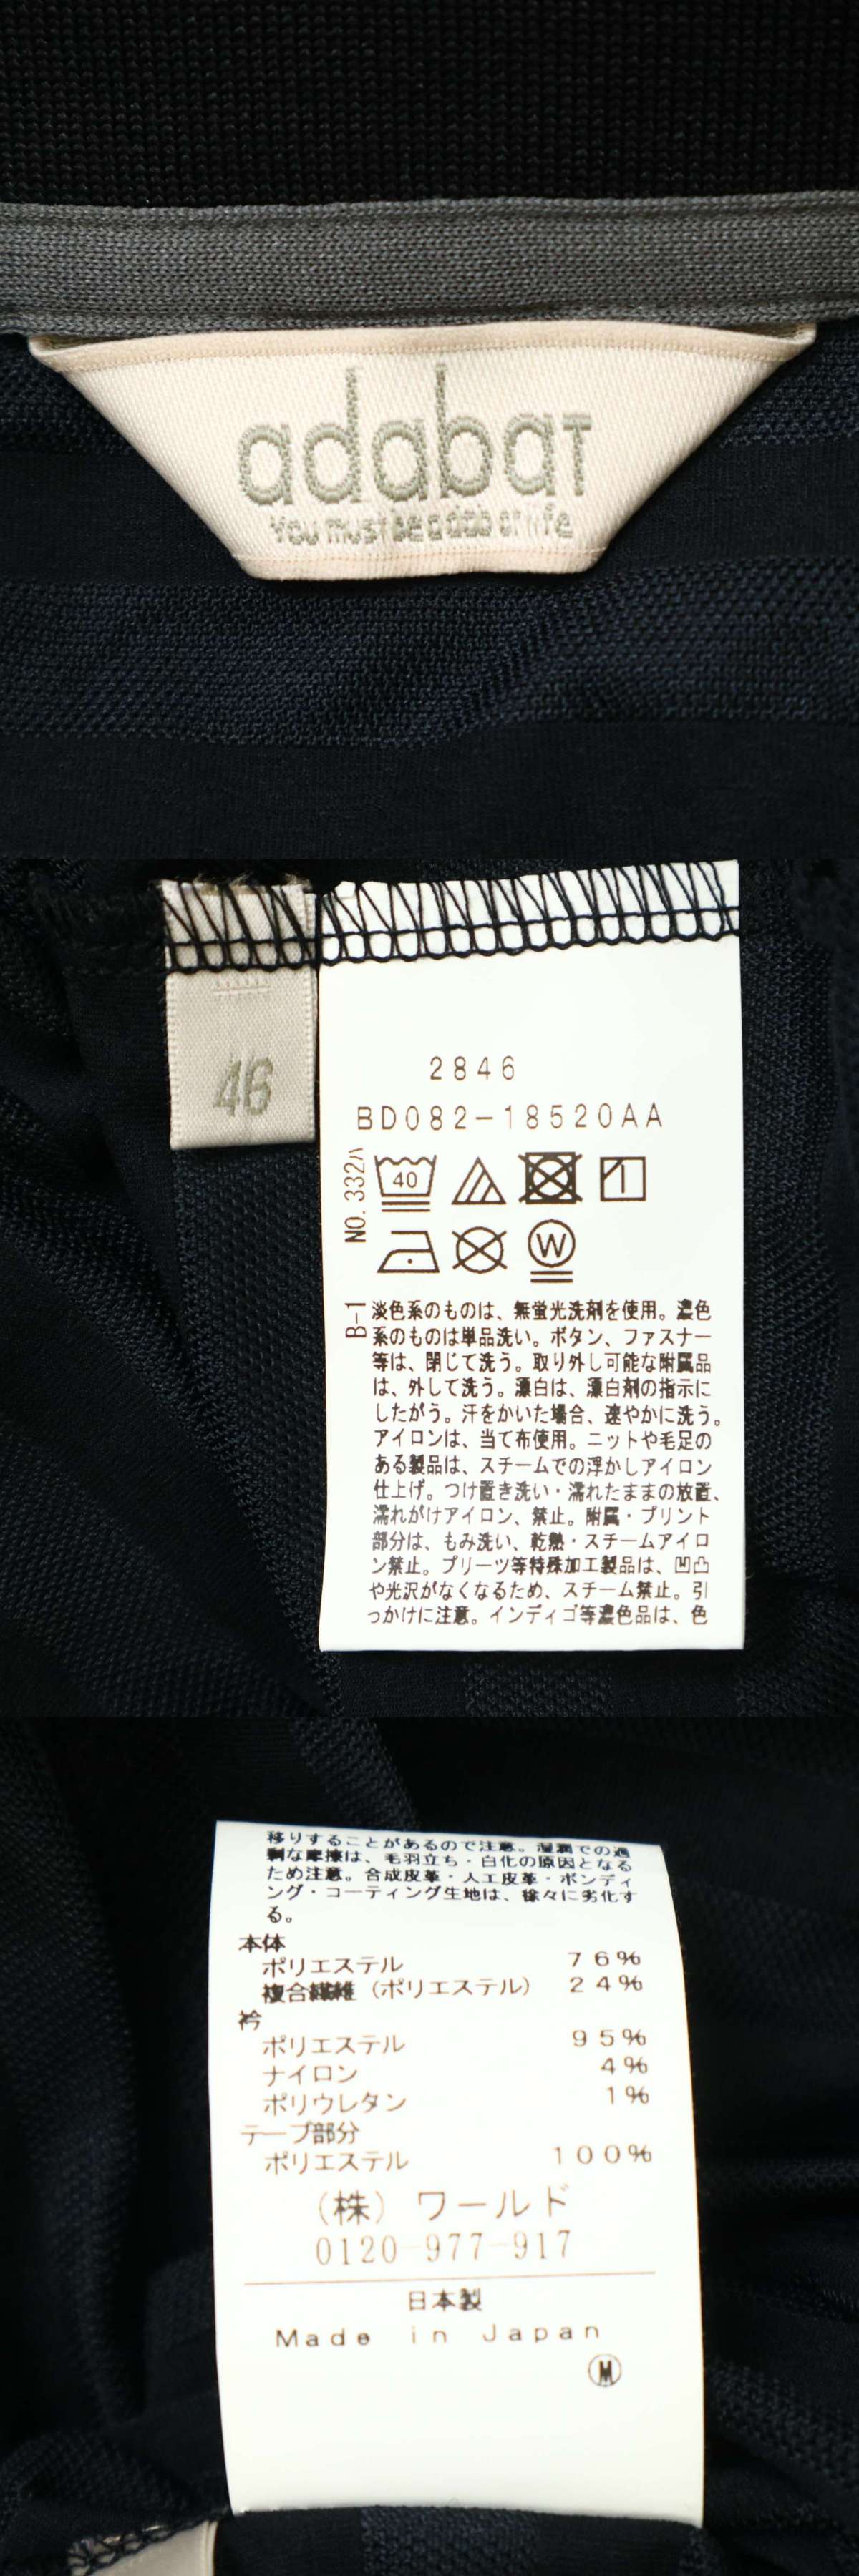 adabaT
You must be a dab at life
46
2846
BD082-18520AA
NO. 332ハ
40
W
B-1
淡色系のものは、無蛍光洗剤を使用。濃色
系のものは単品洗い。ボタン、ファスナー
等は、閉じて洗う。取り外し可能な附属品
は、外して洗う。漂白は、漂白剤の指示に
したがう。汗をかいた場合、速やかに洗う。
アイロンは、当て布使用。ニットや毛足の
ある製品は、スチームでの浮かしアイロン
仕上げ。つけ置き洗い・濡れたままの放置、
濡れがけアイロン、禁止。附属・プリント
部分は、もみ洗い、乾熱・スチームアイロ
ン禁止。プリーツ等特殊加工製品は、凹凸
や光沢がなくなるため、スチーム禁止。引
っかけに注意。インディゴ等濃色品は、色
移りすることがあるので注意。湿潤での過
剰な摩擦は、毛羽立ち・白化の原因となる
ため注意。合成皮革・人工皮革・ボンディ
ング・コーティング生地は、徐々に劣化す
る。
本体
ポリエステル 76%
複合繊維（ポリエステル） 24%
衿
ポリエステル 95%
ナイロン 4%
ポリウレタン 1%
テープ部分
ポリエステル 100%
（株）ワールド
0120-977-917
日本製
Made in Japan
Ⓜ